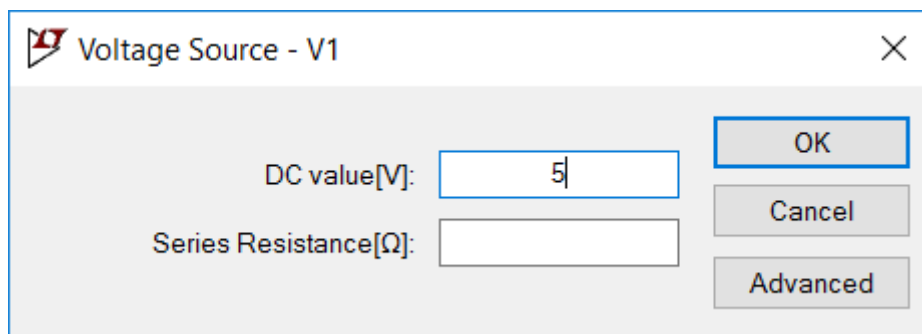 Voltage Source - V1
DC value[V]: 5
Series Resistance[Ω]:
OK
Cancel
Advanced